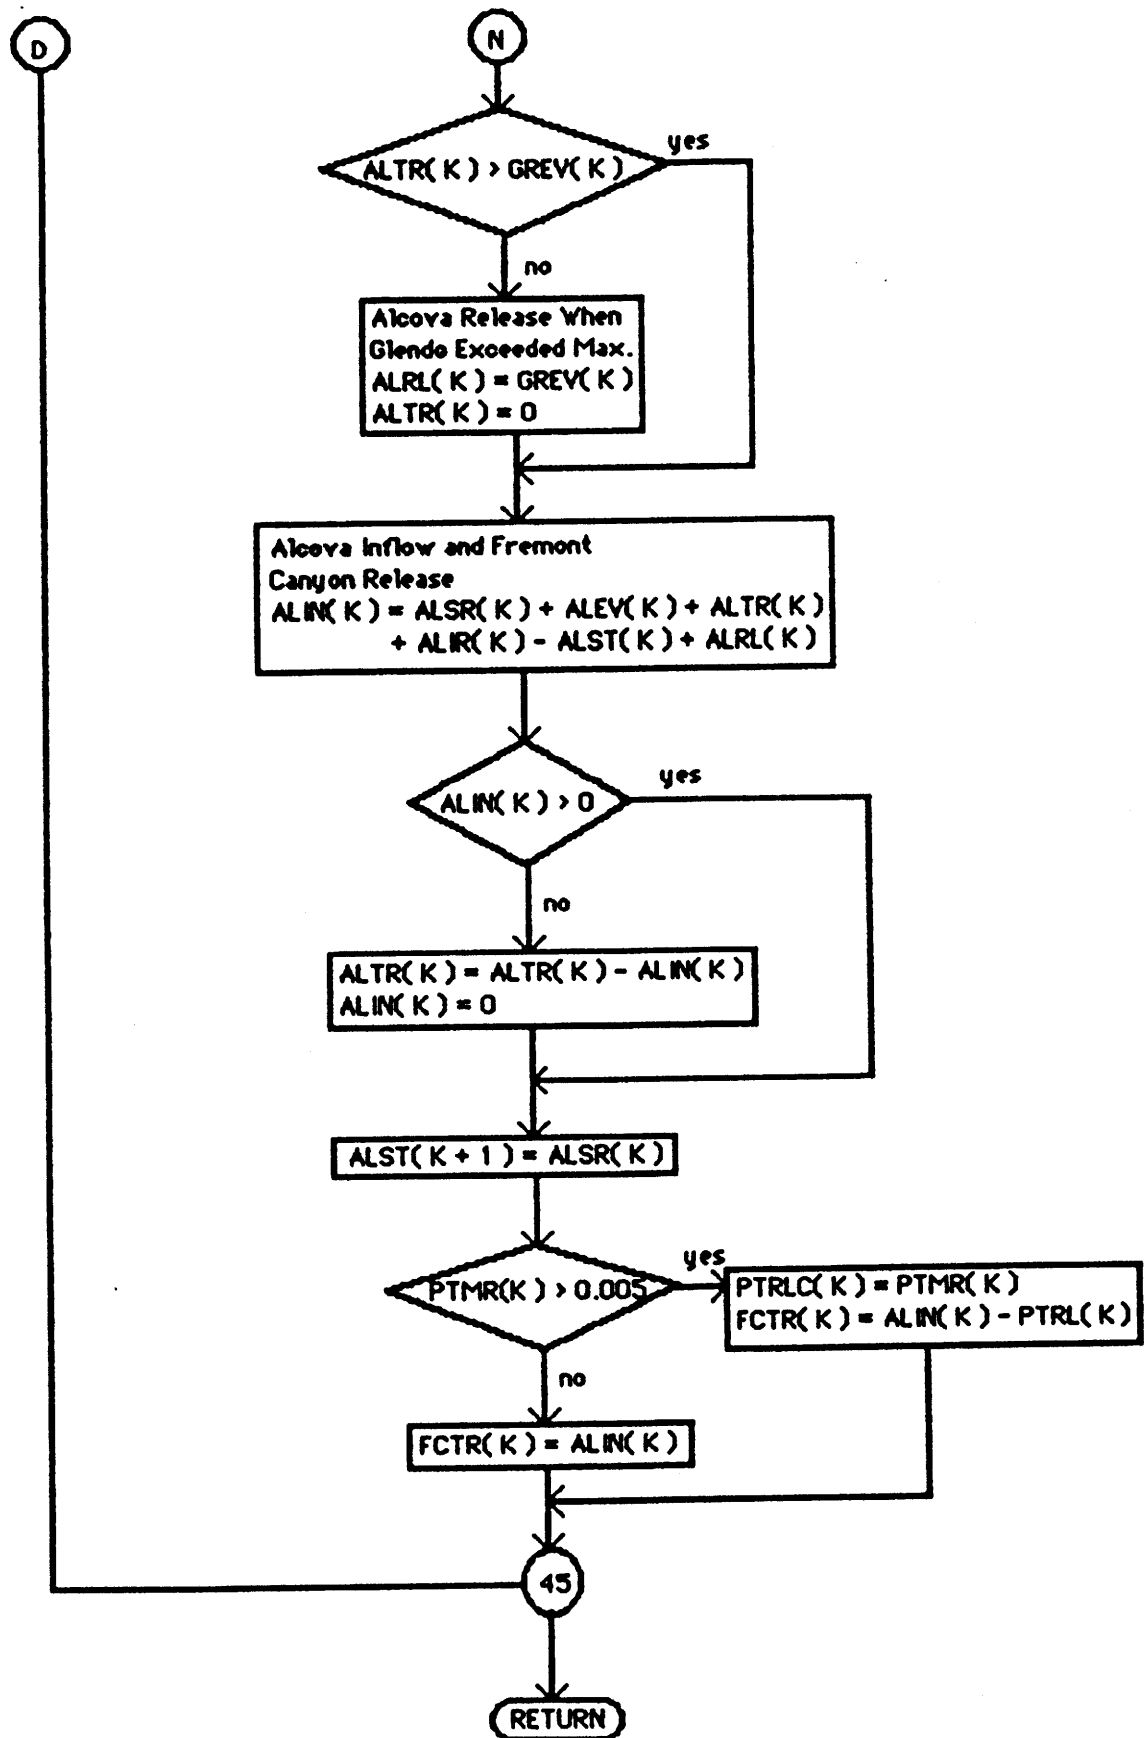 D
N
ALTR(K) > GREV(K)
yes
no
Alcova Release When
Glendo Exceeded Max.
ALRL(K) = GREV(K)
ALTR(K) = 0
Alcova Inflow and Fremont
Canyon Release
ALIN(K) = ALSR(K) + ALEV(K) + ALTR(K)
+ ALIR(K) - ALST(K) + ALRL(K)
ALIN(K) > 0
yes
no
ALTR(K) = ALTR(K) - ALIN(K)
ALIN(K) = 0
ALST(K + 1) = ALSR(K)
PTMR(K) > 0.005
yes
PTRLC(K) = PTMR(K)
FCTR(K) = ALIN(K) - PTRL(K)
no
FCTR(K) = ALIN(K)
45
RETURN